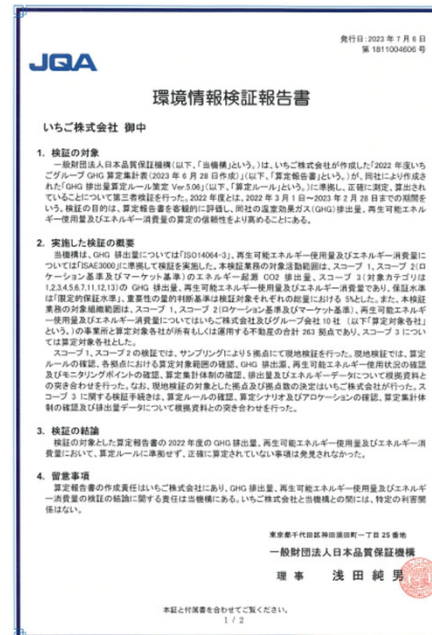 発行日：2023 年 7 月 6 日
第 1811004606 号
JQA
環境情報検証報告書
いちご株式会社 御中
1. 検証の対象
一般財団法人日本品質保証機構（以下、「当機構」という。）は、いちご株式会社が作成した「2022 年度いち
ごグループ GHG 算定集計表（2023 年 6 月 28 日作成）」（以下、「算定報告書」という。）が、同社により作成さ
れた「GHG 排出量算定ルール策定 Ver.5.06」（以下、「算定ルール」という。）に準拠し、正確に測定、算出され
ていることについて第三者検証を行った。2022 年度とは、2022 年 3 月 1 日～2023 年 2 月 28 日までの期間を
いう。検証の目的は、算定報告書を客観的に評価し、同社の温室効果ガス（GHG）排出量、再生可能エネル
ギー使用量及びエネルギー消費量の算定の信頼性をより高めることにある。
2. 実施した検証の概要
当機構は、GHG 排出量については「ISO14064-3」、再生可能エネルギー使用量及びエネルギー消費量に
ついては「ISAE3000」に準拠して検証を実施した。本検証業務の対象活動範囲は、スコープ 1、スコープ 2（ロ
ケーション基準及びマーケット基準）のエネルギー起源 CO2 排出量、スコープ 3（対象カテゴリは
1,2,3,4,5,6,7,11,12,13）の GHG 排出量、再生可能エネルギー使用量及びエネルギー消費量であり、保証水準
は「限定的保証水準」、重要性の量的判断基準は検証対象それぞれの総量における 5%とした。また、本検証
業務の対象組織範囲は、スコープ 1、スコープ 2（ロケーション基準及びマーケット基準）、再生可能エネルギ
ー使用量及びエネルギー消費量についてはいちご株式会社及びグループ会社 10 社（以下「算定対象各社」
という。）の事業所と算定対象各社が所有もしくは運用する不動産の合計 263 拠点であり、スコープ 3 につい
ては算定対象各社とした。
スコープ 1、スコープ 2 の検証では、サンプリングにより 5 拠点にて現地検証を行った。現地検証では、算定
ルールの確認、各拠点における算定対象範囲の確認、GHG 排出源、再生可能エネルギー使用状況の確認
及びモニタリングポイントの確認、算定集計体制の確認、排出量及びエネルギーデータについて根拠資料と
の突き合わせを行った。なお、現地検証の対象とした拠点及び拠点数の決定はいちご株式会社が行った。ス
コープ 3 に関する検証手続きは、算定ルールの確認、算定シナリオ及びアロケーションの確認、算定集計体
制の確認及び排出量データについて根拠資料との突き合わせを行った。
3. 検証の結論
検証の対象とした算定報告書の 2022 年度の GHG 排出量、再生可能エネルギー使用量及びエネルギー消
費量において、算定ルールに準拠せず、正確に算定されていない事項は発見されなかった。
4. 留意事項
算定報告書の作成責任はいちご株式会社にあり、GHG 排出量、再生可能エネルギー使用量及びエネルギ
ー消費量の検証の結論に関する責任は当機構にある。いちご株式会社と当機構との間には、特定の利害関
係はない。
東京都千代田区神田須田町一丁目 25 番地
一般財団法人日本品質保証機構
理 事 浅 田 純 男
本証と付属書を合わせてご覧ください。
1 / 2